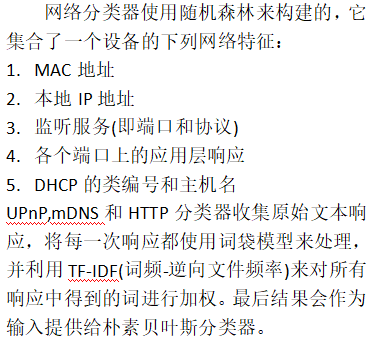 网络分类器使用随机森林来构建的，它
集合了一个设备的下列网络特征：
1. MAC 地址
2. 本地 IP 地址
3. 监听服务(即端口和协议)
4. 各个端口上的应用层响应
5. DHCP 的类编号和主机名
UPnP,mDNS 和 HTTP 分类器收集原始文本响
应，将每一次响应都使用词袋模型来处理，
并利用 TF-IDF(词频-逆向文件频率)来对所有
响应中得到的词进行加权。最后结果会作为
输入提供给朴素贝叶斯分类器。